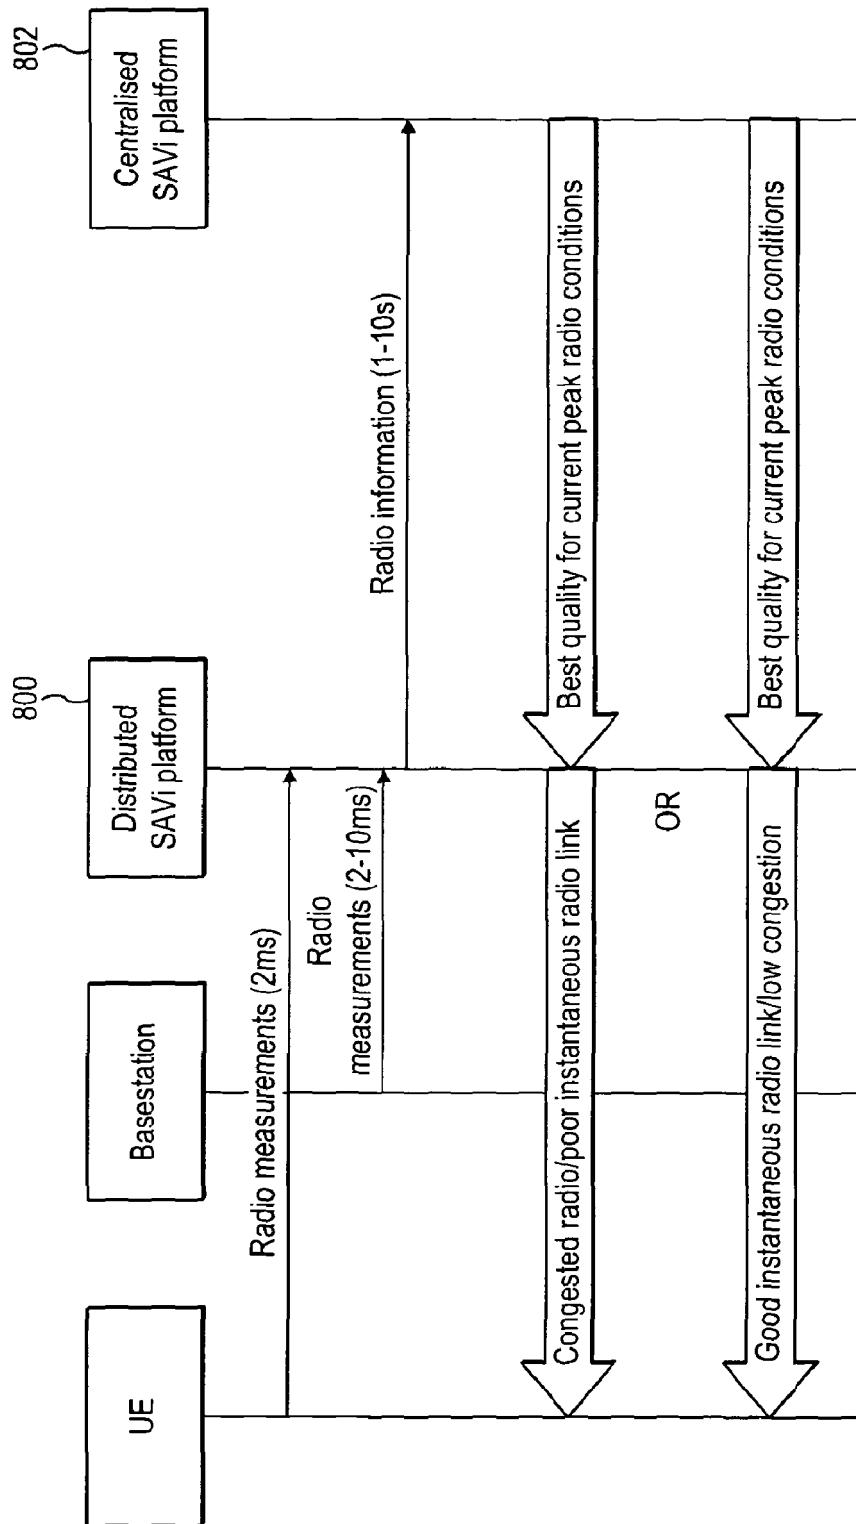 800
802
UE
Basestation
Distributed
SAVi platform
Centralised
SAVi platform
Radio measurements (2ms)
Radio
measurements (2-10ms)
Radio information (1-10s)
Congested radio/poor instantaneous radio link
Best quality for current peak radio conditions
OR
Good instantaneous radio link/low congestion
Best quality for current peak radio conditions